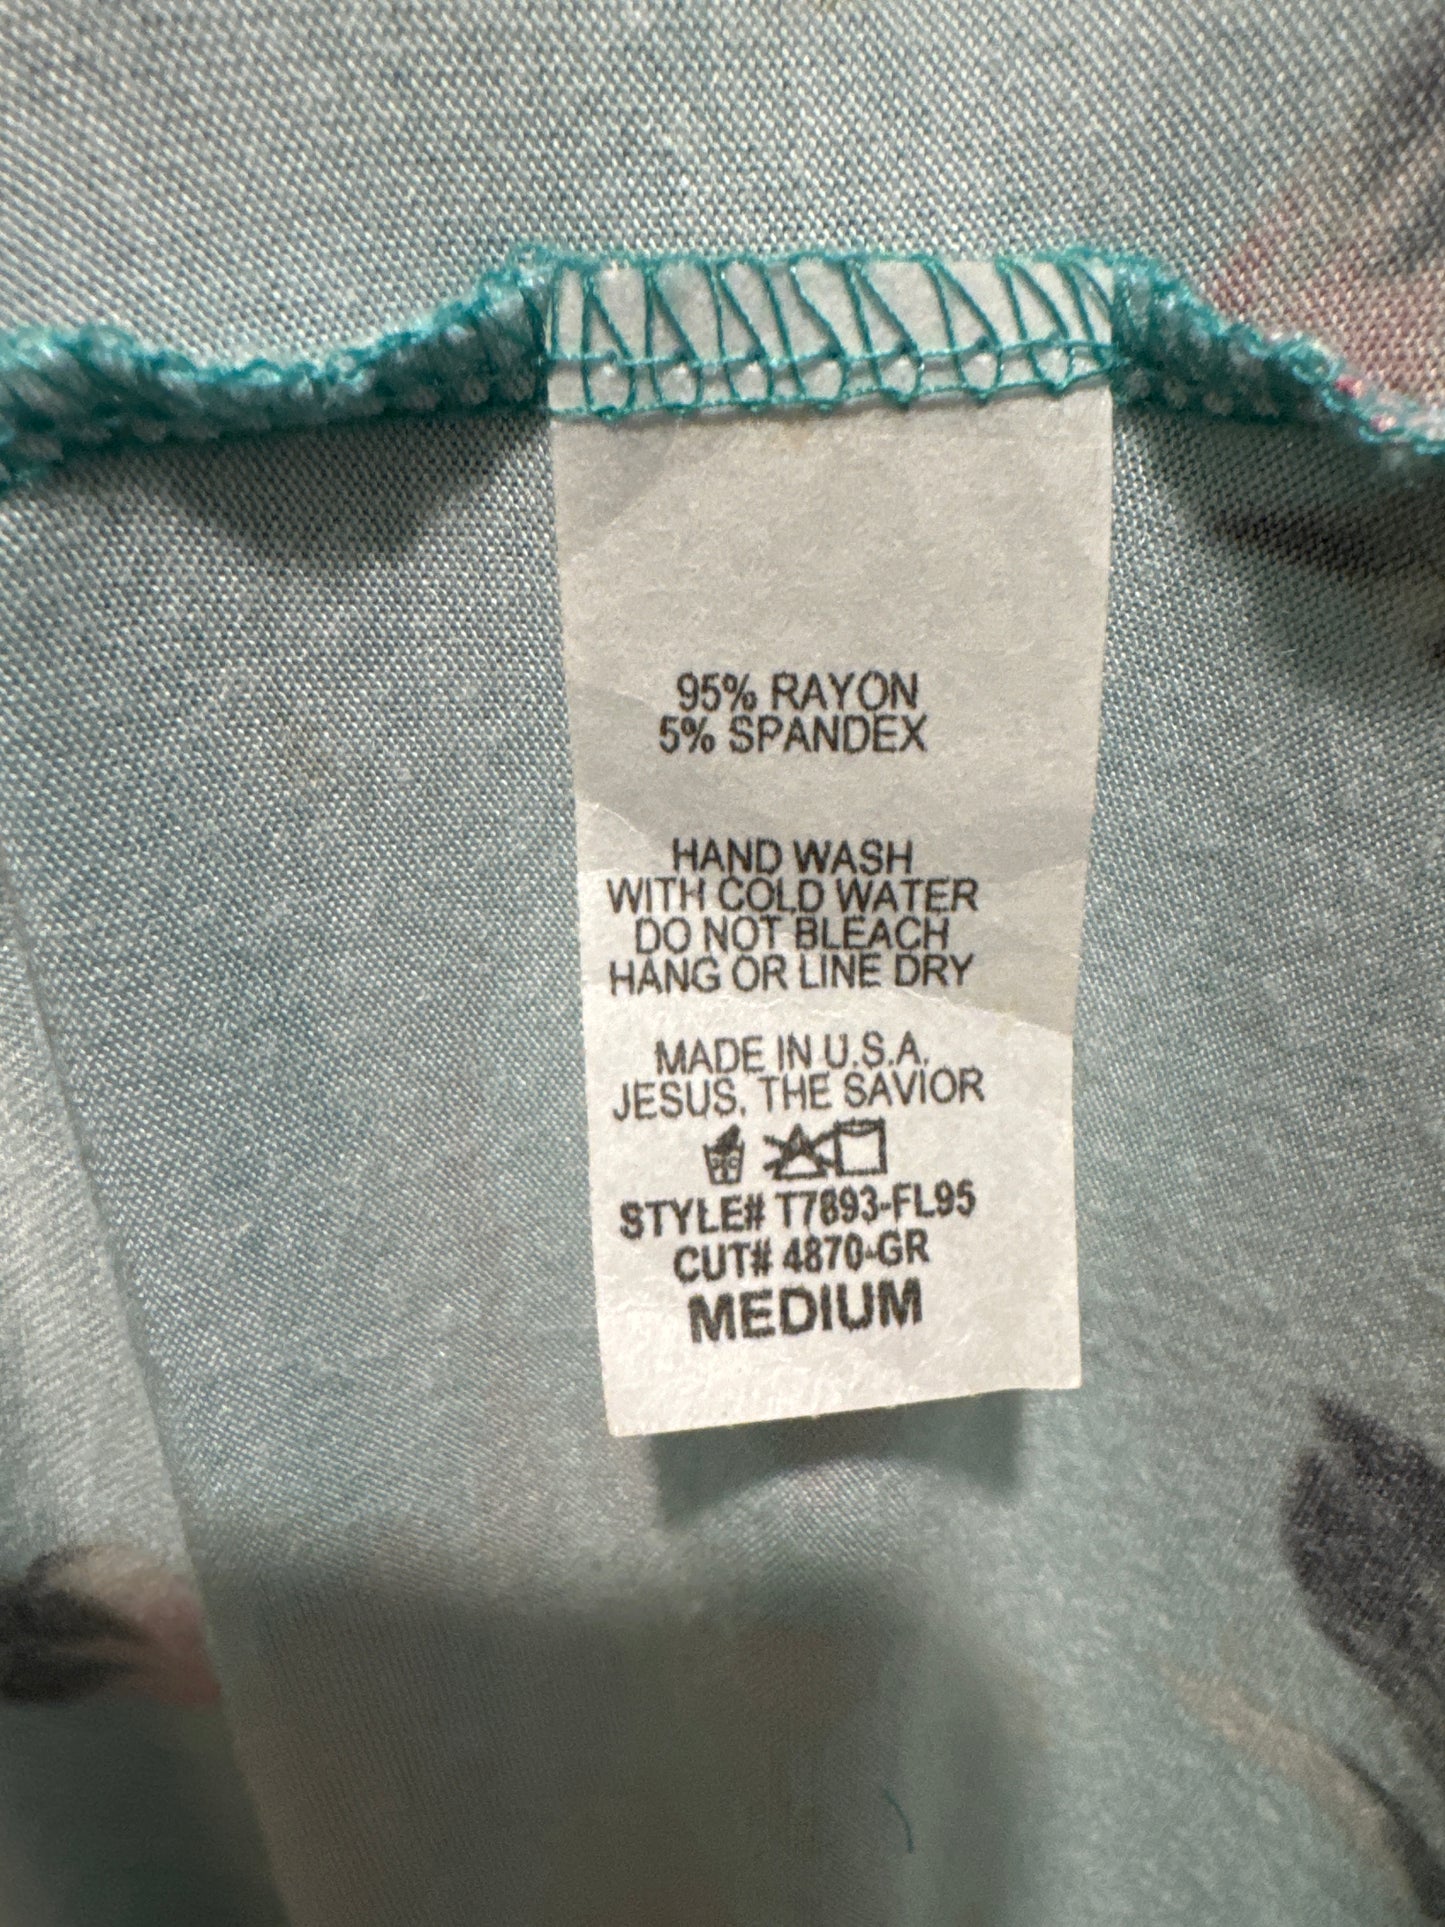 95% RAYON
5% SPANDEX
HAND WASH
WITH COLD WATER
DO NOT BLEACH
HANG OR LINE DRY
MADE IN U.S.A.
JESUS, THE SAVIOR
STYLE# T7893-FL95
CUT# 4870-GR
MEDIUM